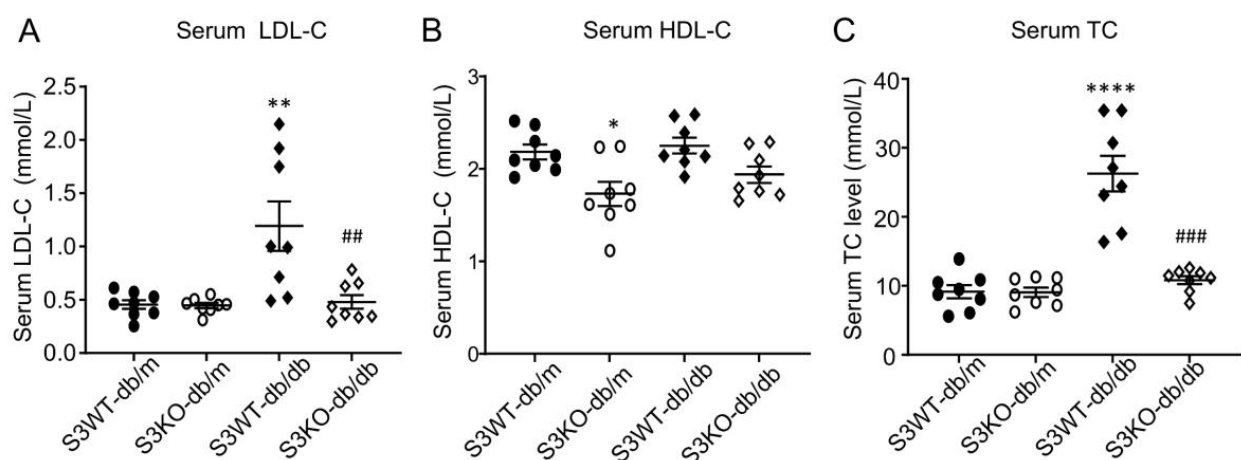 A
Serum LDL-C
Serum LDL-C (mmol/L)
2.5
2.0
1.5
1.0
0.5
0.0
**
##
S3WT-db/m
S3KO-db/m
S3WT-db/db
S3KO-db/db
B
Serum HDL-C
Serum HDL-C (mmol/L)
3
2
1
0
*
S3WT-db/m
S3KO-db/m
S3WT-db/db
S3KO-db/db
C
Serum TC
Serum TC level (mmol/L)
40
30
20
10
0
****
###
S3WT-db/m
S3KO-db/m
S3WT-db/db
S3KO-db/db